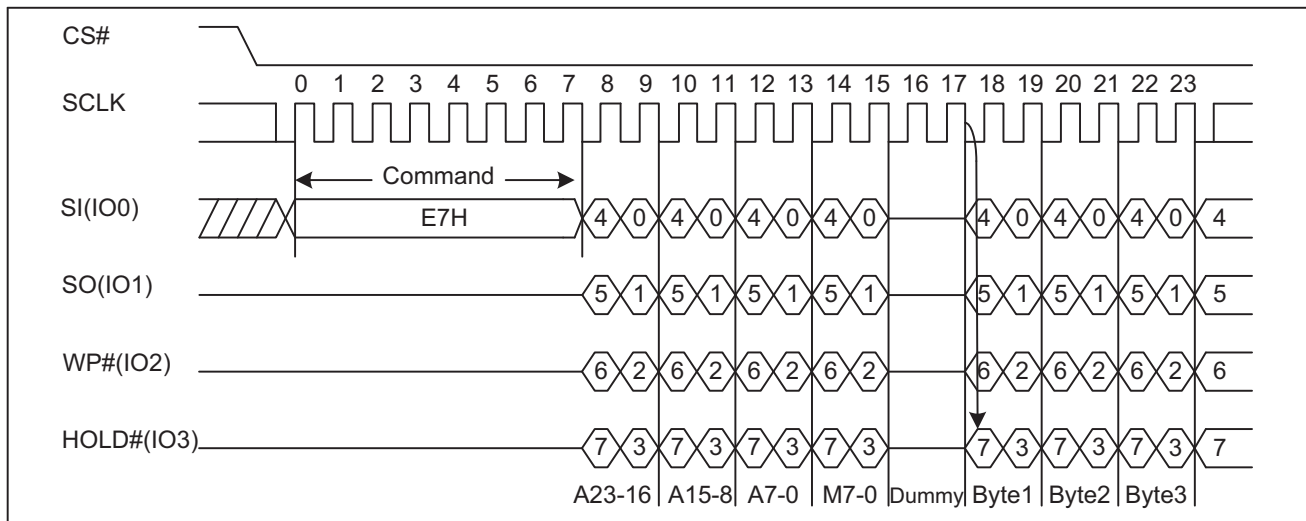 CS#
0 1 2 3 4 5 6 7 8 9 10 11 12 13 14 15 16 17 18 19 20 21 22 23
SCLK
Command
SI(IO0) E7H 4 0 4 0 4 0 4 0 4 0 4 0 4 0 4
SO(IO1) 5 1 5 1 5 1 5 1 5 1 5 1 5 1 5
WP#(IO2) 6 2 6 2 6 2 6 2 6 2 6 2 6 2 6
HOLD#(IO3) 7 3 7 3 7 3 7 3 7 3 7 3 7 3 7
A23-16 A15-8 A7-0 M7-0 Dummy Byte1 Byte2 Byte3